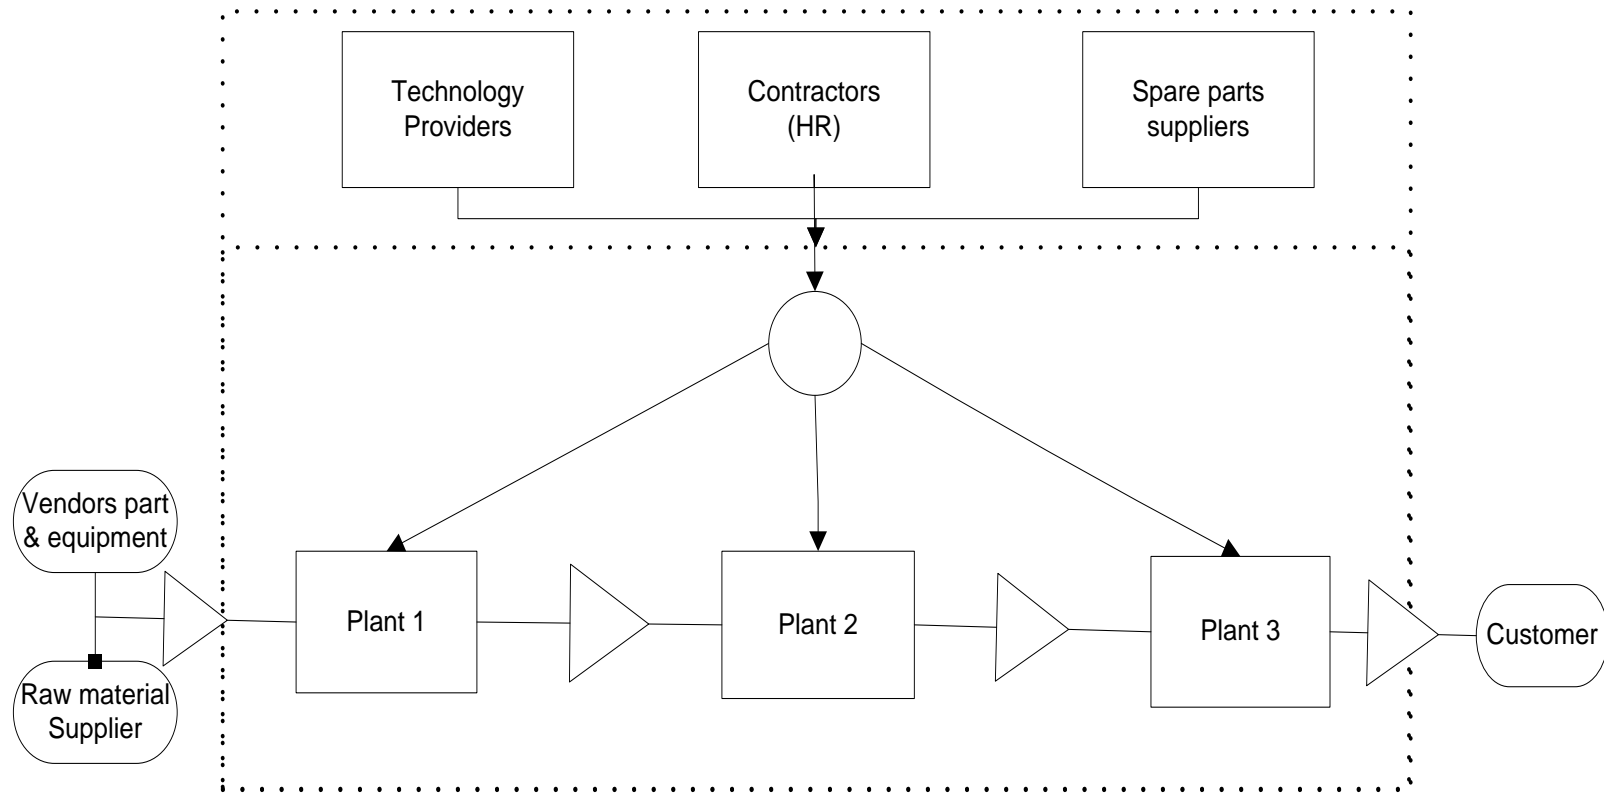 Technology
Providers
Contractors
(HR)
Spare parts
suppliers
Vendors part
& equipment
Raw material
Supplier
Plant 1
Plant 2
Plant 3
Customer